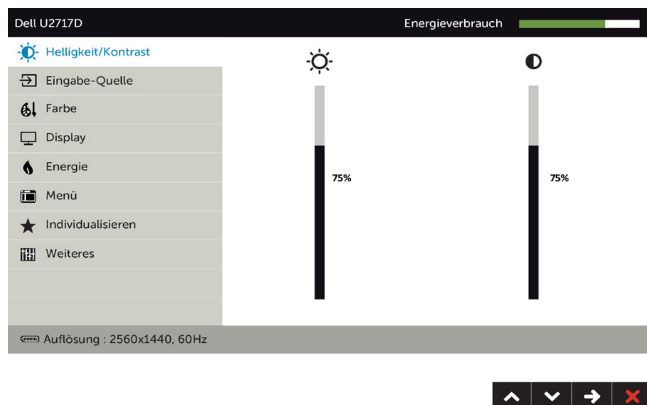 Dell U2717D
Energieverbrauch
Helligkeit/Kontrast
Eingabe-Quelle
Farbe
Display
Energie
Menü
Individualisieren
Weiteres
75%
75%
Auflösung : 2560x1440, 60Hz